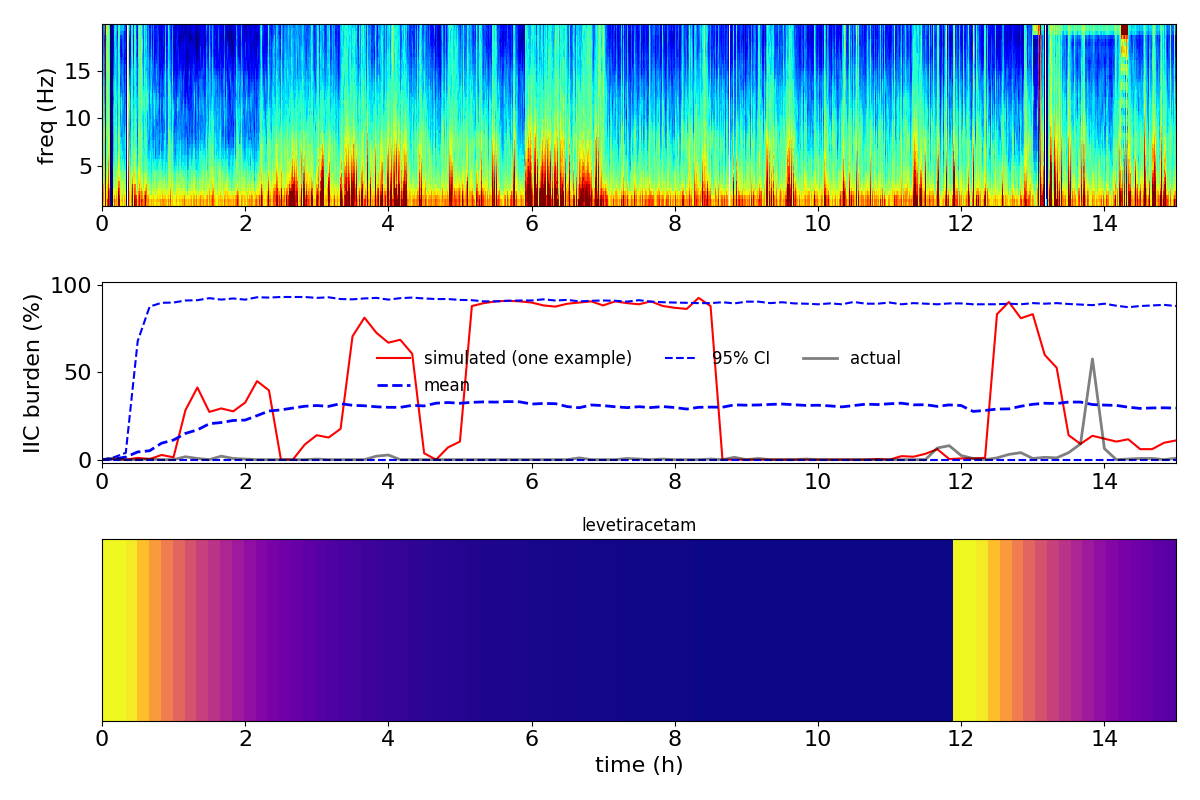 freq (Hz)
15
10
5
0 2 4 6 8 10 12 14
IIC burden (%)
100
50
0
simulated (one example) 95% CI actual
mean
0 2 4 6 8 10 12 14
levetiracetam
0 2 4 6 8 10 12 14
time (h)